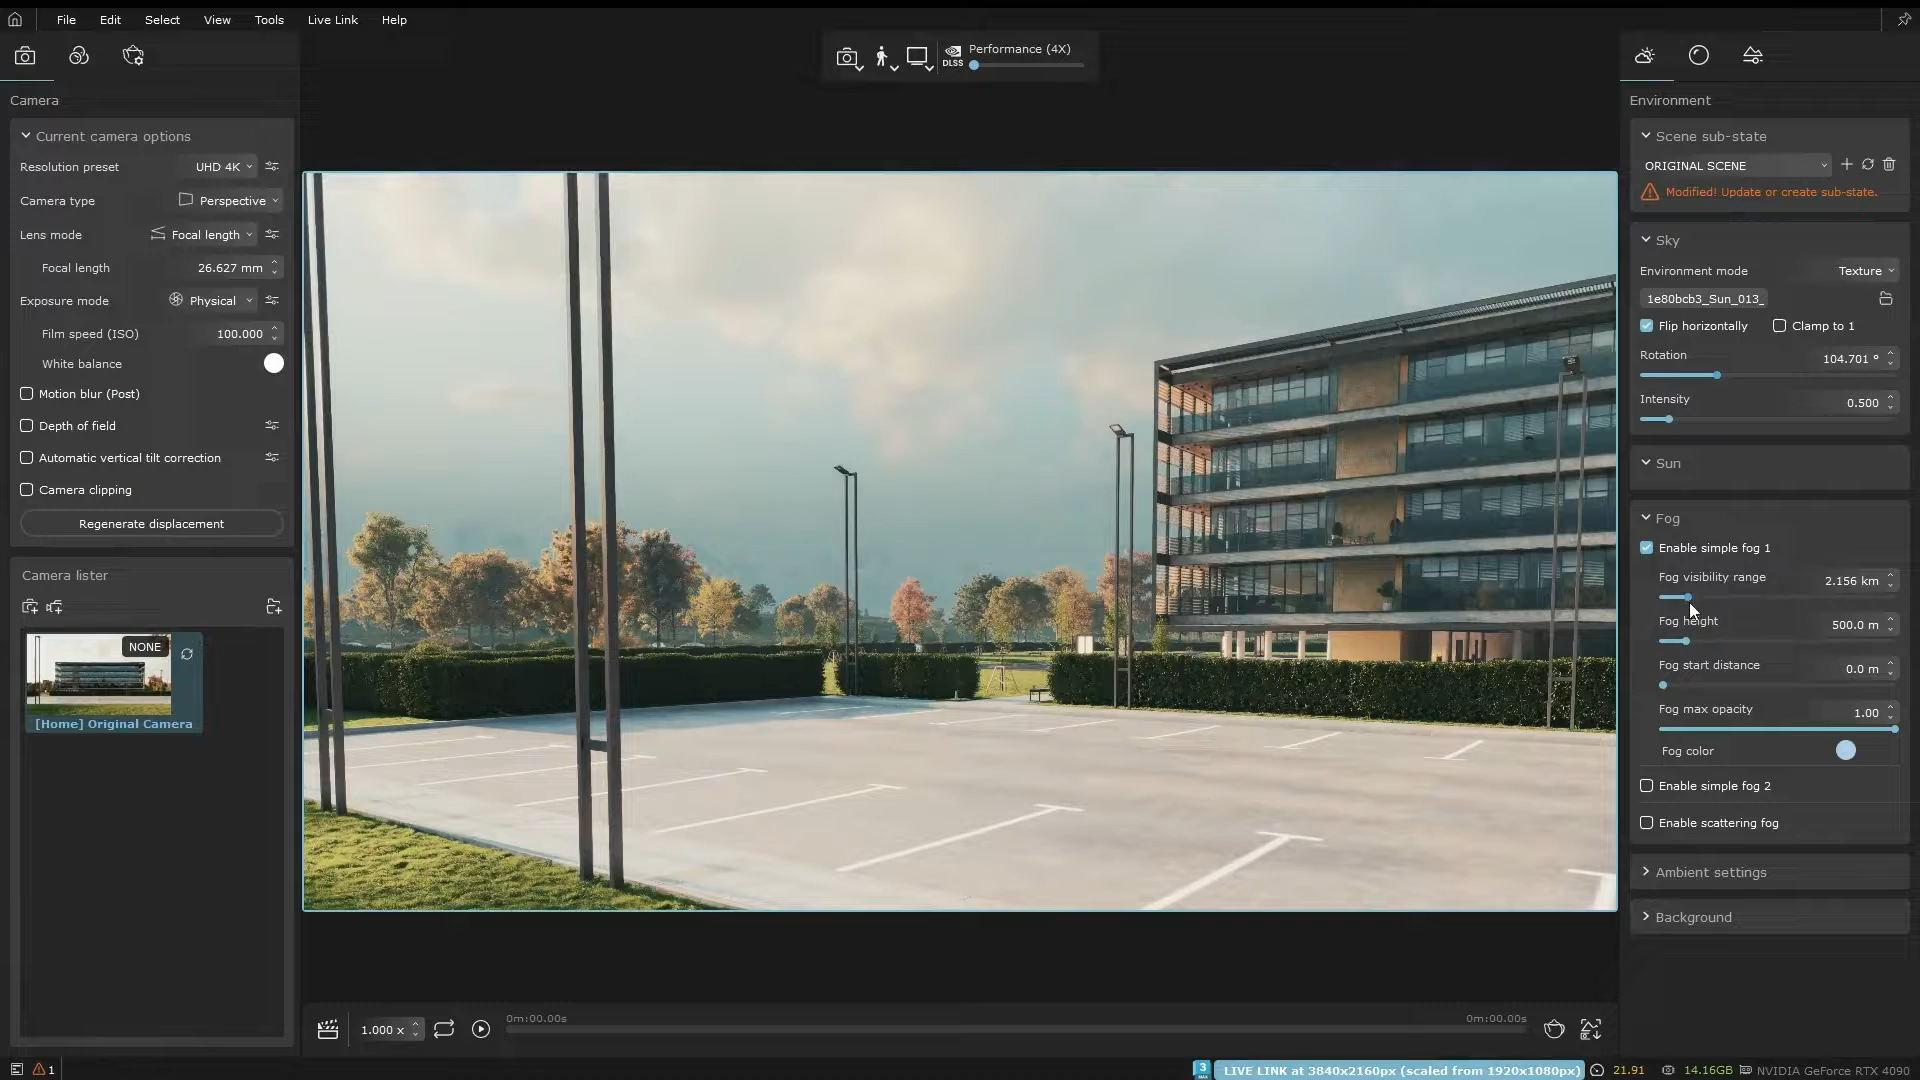 File Edit Select View Tools Live Link Help
DLSS Performance (4X)
Camera
Current camera options
Resolution preset UHD 4K
Camera type Perspective
Lens mode Focal length
Focal length 26.627 mm
Exposure mode Physical
Film speed (ISO) 100.000
White balance
Motion blur (Post)
Depth of field
Automatic vertical tilt correction
Camera clipping
Regenerate displacement
Camera lister
NONE
[Home] Original Camera
Environment
Scene sub-state
ORIGINAL SCENE
Modified! Update or create sub-state.
Sky
Environment mode Texture
1e80bcb3_Sun_013_
Flip horizontally Clamp to 1
Rotation 104.701 °
Intensity 0.500
Sun
Fog
Enable simple fog 1
Fog visibility range 2.156 km
Fog height 500.0 m
Fog start distance 0.0 m
Fog max opacity 1.00
Fog color
Enable simple fog 2
Enable scattering fog
Ambient settings
Background
1.000 x 0m:00.00s 0m:00.00s
1 3 LIVE LINK at 3840x2160px (scaled from 1920x1080px) 21.91 14.16GB NVIDIA GeForce RTX 4090